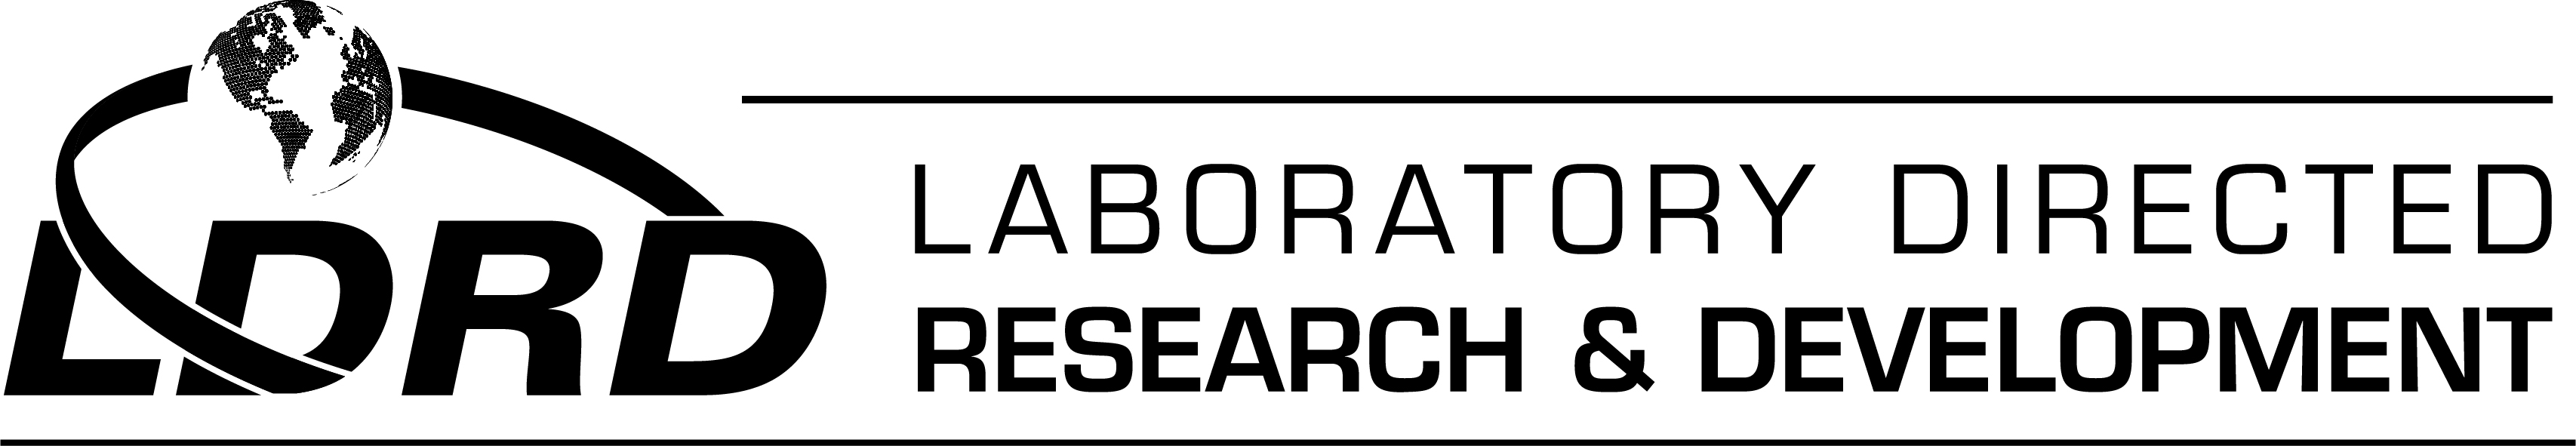 LDRD
LABORATORY DIRECTED
RESEARCH & DEVELOPMENT